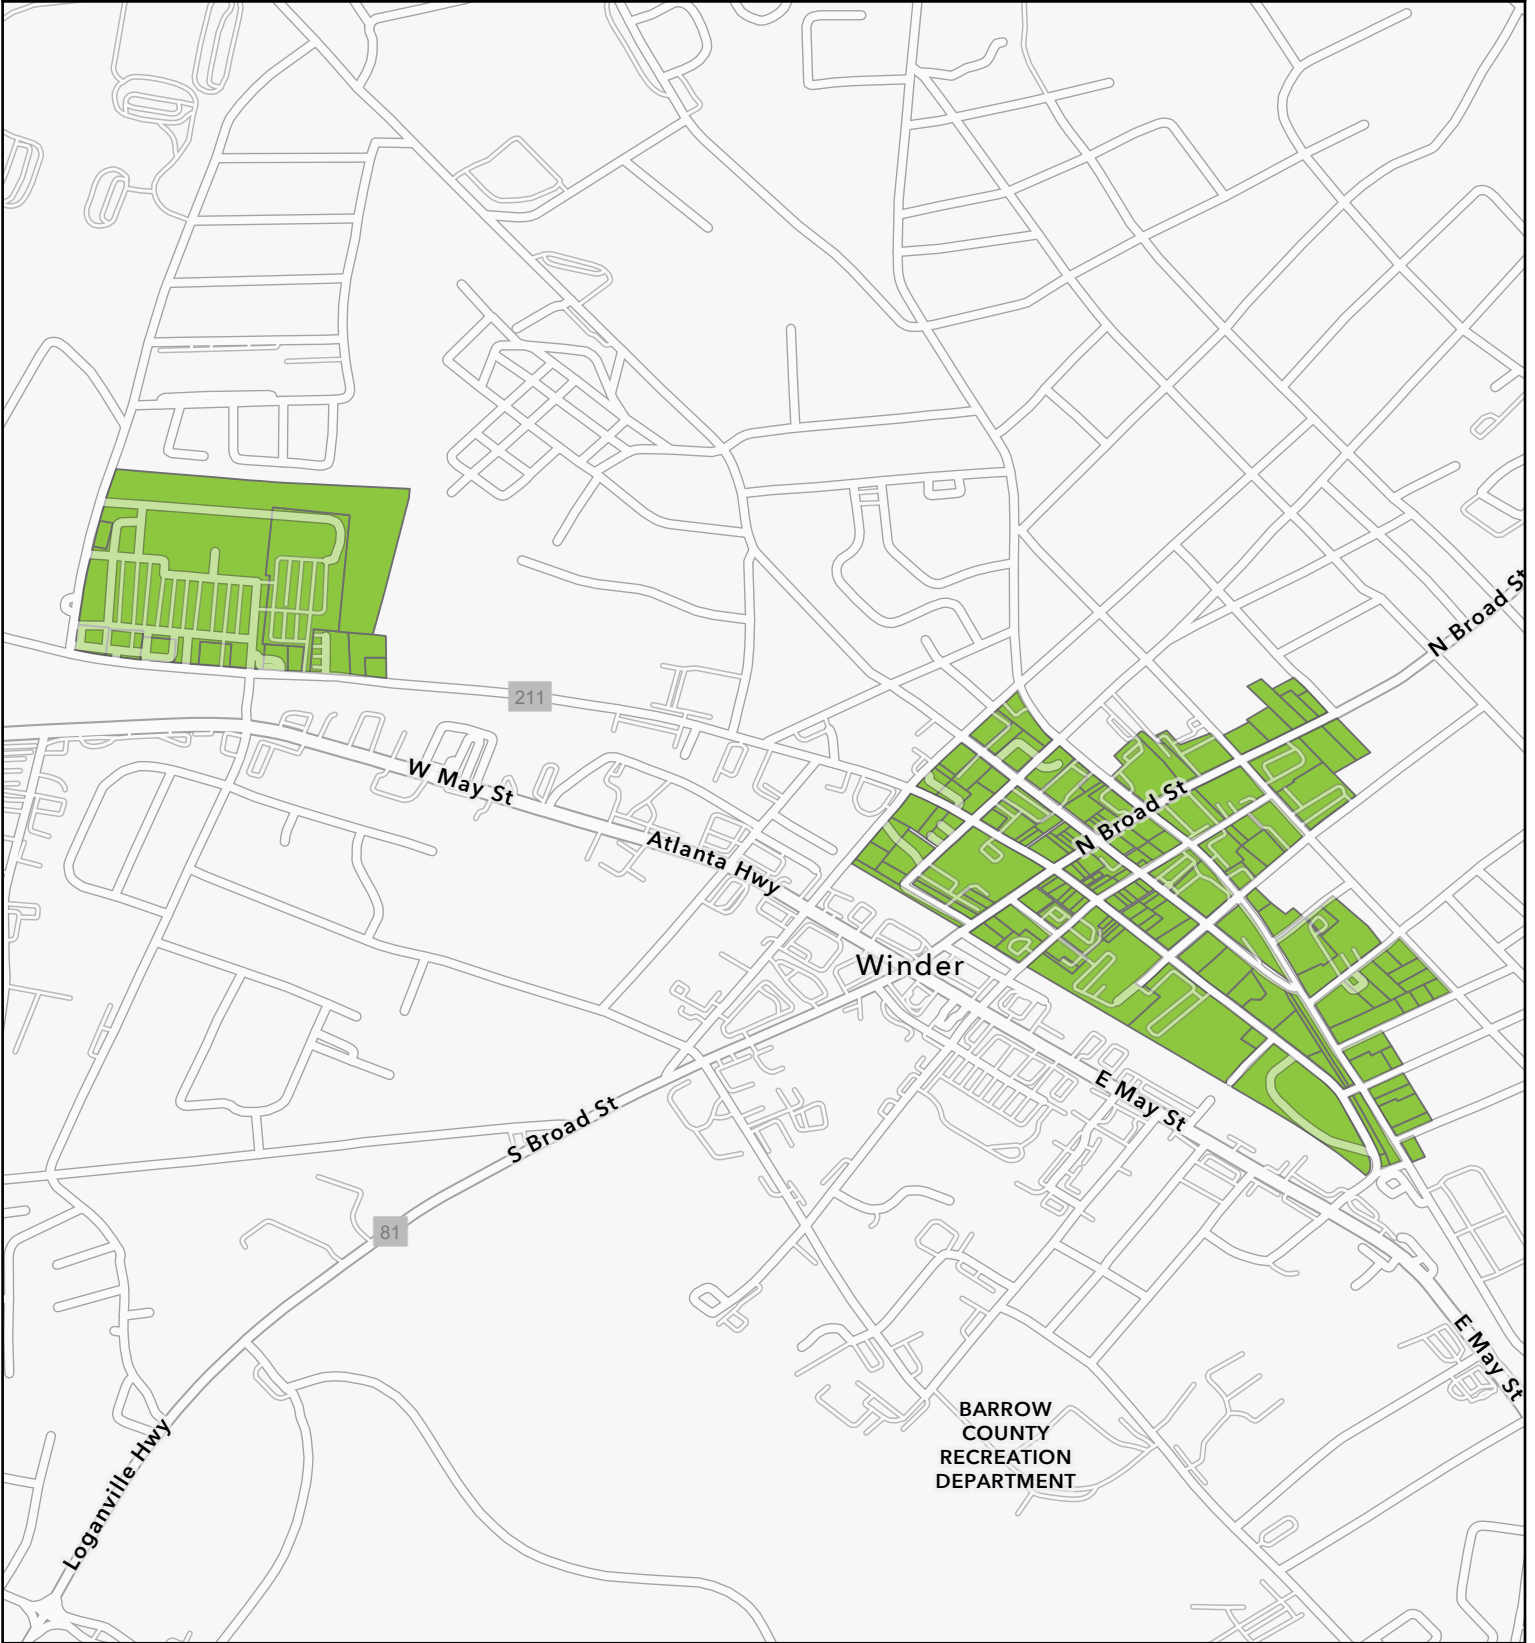 N Broad St
211
W May St
N Broad St
Atlanta Hwy
Winder
E May St
S Broad St
81
E May St
BARROW
COUNTY
RECREATION
DEPARTMENT
Loganville Hwy